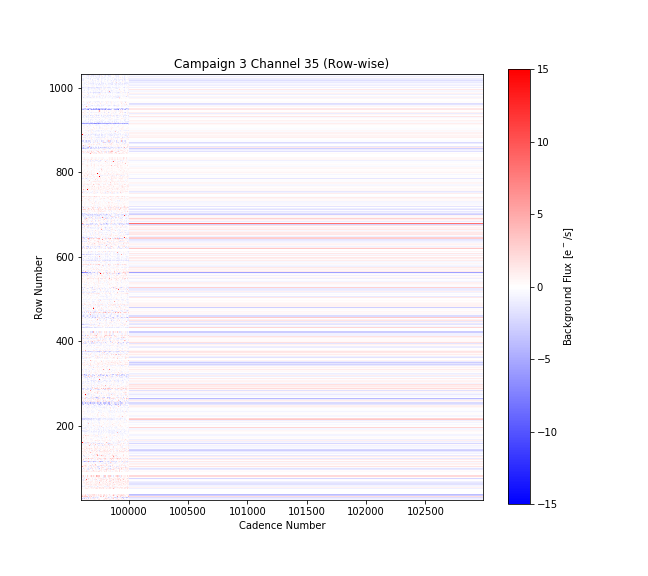 Campaign 3 Channel 35 (Row-wise)
1000
800
600
400
200
Row Number
100000 100500 101000 101500 102000 102500
Cadence Number
15
10
5
0
−5
−10
−15
Background Flux [e⁻/s]